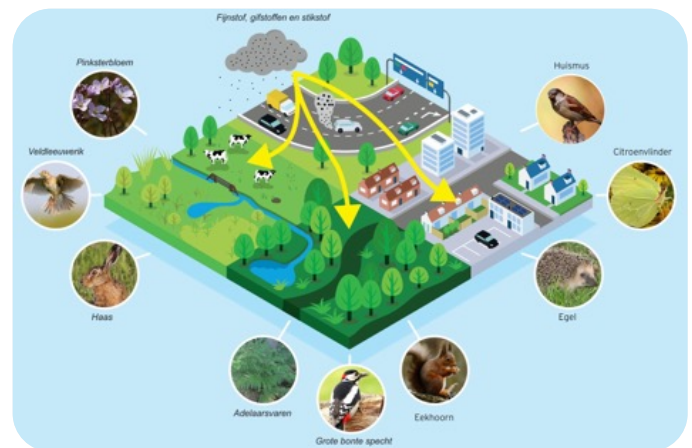 Fijnstof, gifstoffen en stikstof
Pinksterbloem
Huismus
Veldleeuwerik
Citroenvlinder
Haas
Egel
Adelaarsvaren
Eekhoorn
Grote bonte specht